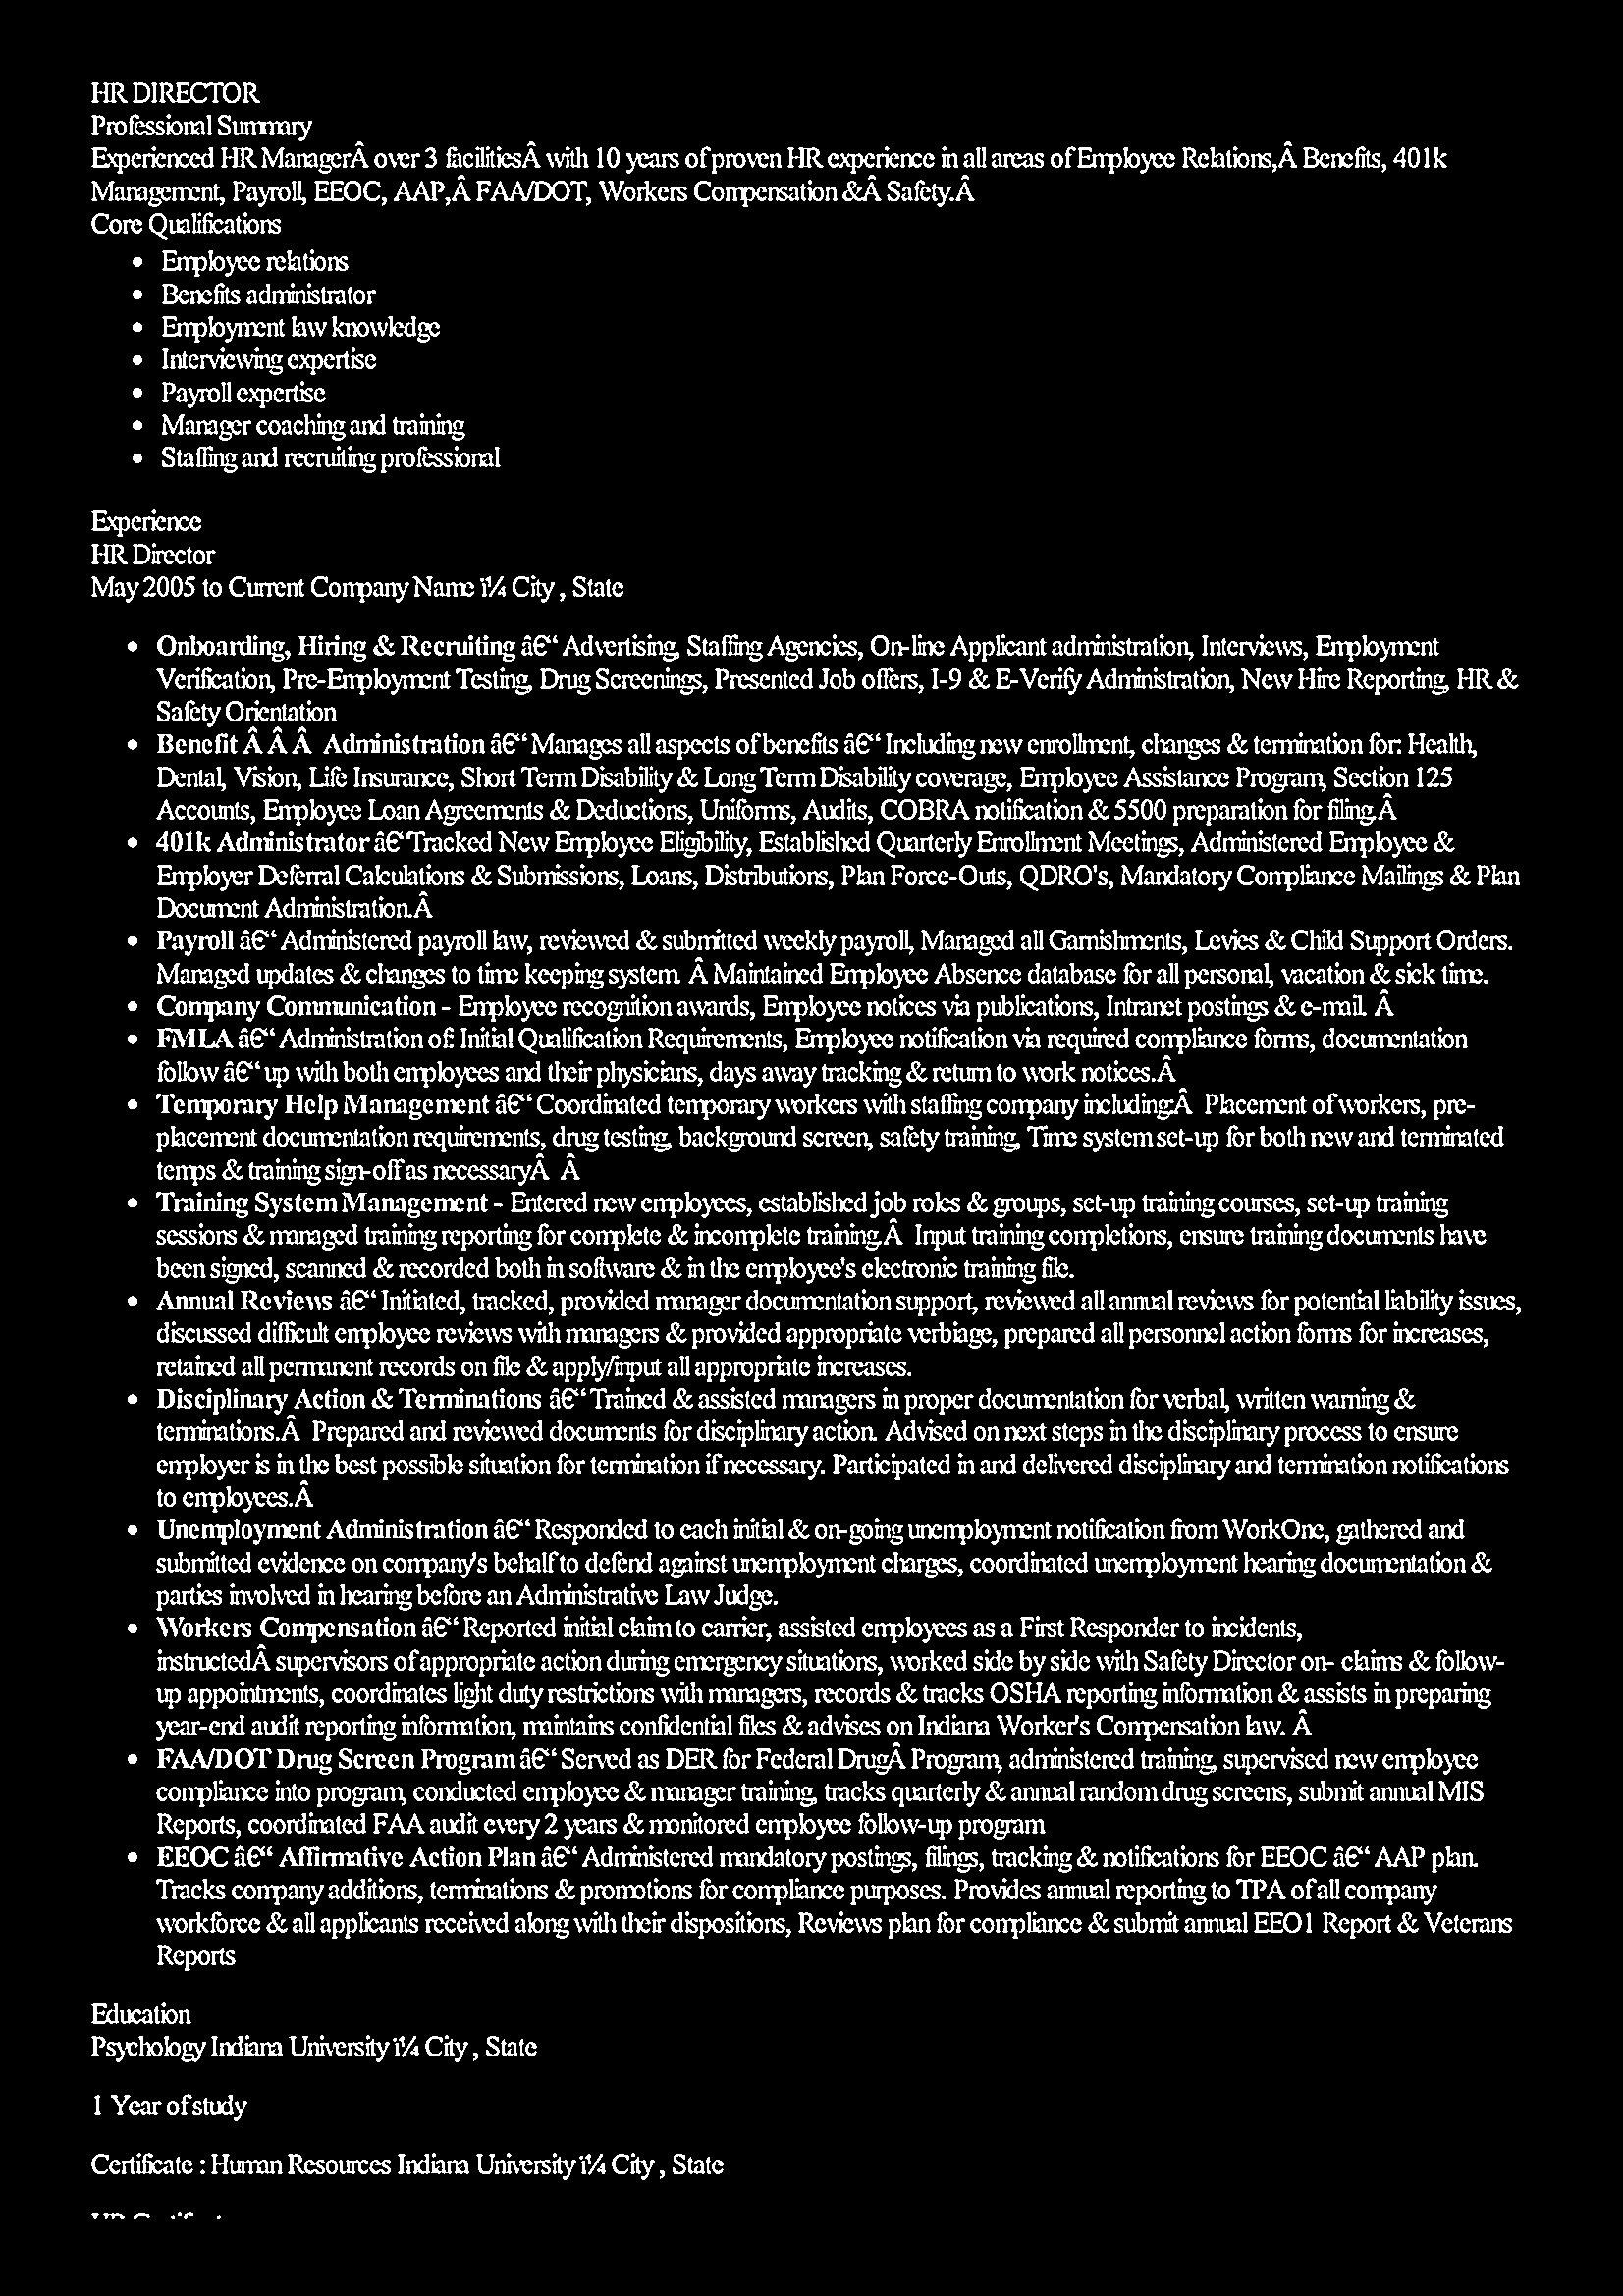 HR DIRECTOR
Professional Summary
Experienced HR ManagerÂ over 3 facilitiesÂ with 10 years of proven HR experience in all areas of Employee Relations,Â Benefits, 401k
Management, Payroll, EEOC, AAP,Â FAA/DOT, Workers Compensation &Â Safety.Â
Core Qualifications
• Employee relations
• Benefits administrator
• Employment law knowledge
• Interviewing expertise
• Payroll expertise
• Manager coaching and training
• Staffing and recruiting professional
Experience
HR Director
May 2005 to Current Company Name ï¼ City , State
• Onboarding, Hiring & Recruiting â€“ Advertising, Staffing Agencies, On-line Applicant administration, Interviews, Employment
Verification, Pre-Employment Testing, Drug Screenings, Presented Job offers, I-9 & E-Verify Administration, New Hire Reporting, HR &
Safety Orientation
• Benefit Â Â Â  Administration â€“ Manages all aspects of benefits â€“ Including new enrollment, changes & termination for: Health,
Dental, Vision, Life Insurance, Short Term Disability & Long Term Disability coverage, Employee Assistance Program, Section 125
Accounts, Employee Loan Agreements & Deductions, Uniforms, Audits, COBRA notification & 5500 preparation for filing.Â
• 401k Administrator â€“Tracked New Employee Eligibility, Established Quarterly Enrollment Meetings, Administered Employee &
Employer Deferral Calculations & Submissions, Loans, Distributions, Plan Force-Outs, QDRO's, Mandatory Compliance Mailings & Plan
Document Administration.Â
• Payroll â€“ Administered payroll law, reviewed & submitted weekly payroll, Managed all Garnishments, Levies & Child Support Orders.
Managed updates & changes to time keeping system. Â Maintained Employee Absence database for all personal, vacation & sick time.
• Company Communication - Employee recognition awards, Employee notices via publications, Intranet postings & e-mail. Â
• FMLA â€“ Administration of: Initial Qualification Requirements, Employee notification via required compliance forms, documentation
follow â€“ up with both employees and their physicians, days away tracking & return to work notices.Â
• Temporary Help Management â€“ Coordinated temporary workers with staffing company including:Â  Placement of workers, pre-
placement documentation requirements, drug testing, background screen, safety training, Time system set-up for both new and terminated
temps & training sign-off as necessaryÂ  Â
• Training System Management - Entered new employees, established job roles & groups, set-up training courses, set-up training
sessions & managed training reporting for complete & incomplete training.Â  Input training completions, ensure training documents have
been signed, scanned & recorded both in software & in the employee's electronic training file.
• Annual Reviews â€“ Initiated, tracked, provided manager documentation support, reviewed all annual reviews for potential liability issues,
discussed difficult employee reviews with managers & provided appropriate verbiage, prepared all personnel action forms for increases,
retained all permanent records on file & apply/input all appropriate increases.
• Disciplinary Action & Terminations â€“ Trained & assisted managers in proper documentation for verbal, written warning &
terminations.Â  Prepared and reviewed documents for disciplinary action. Advised on next steps in the disciplinary process to ensure
employer is in the best possible situation for termination if necessary. Participated in and delivered disciplinary and termination notifications
to employees.Â
• Unemployment Administration â€“ Responded to each initial & on-going unemployment notification from WorkOne, gathered and
submitted evidence on company's behalf to defend against unemployment charges, coordinated unemployment hearing documentation &
parties involved in hearing before an Administrative Law Judge.
• Workers Compensation â€“ Reported initial claim to carrier, assisted employees as a First Responder to incidents,
instructedÂ supervisors of appropriate action during emergency situations, worked side by side with Safety Director on- claims & follow-
up appointments, coordinates light duty restrictions with managers, records & tracks OSHA reporting information & assists in preparing
year-end audit reporting information, maintains confidential files & advises on Indiana Worker's Compensation law. Â
• FAA/DOT Drug Screen Program â€“ Served as DER for Federal DrugÂ Program, administered training, supervised new employee
compliance into program, conducted employee & manager training, tracks quarterly & annual random drug screens, submit annual MIS
Reports, coordinated FAA audit every 2 years & monitored employee follow-up program
• EEOC â€“ Affirmative Action Plan â€“ Administered mandatory postings, filings, tracking & notifications for EEOC â€“ AAP plan.
Tracks company additions, terminations & promotions for compliance purposes. Provides annual reporting to TPA of all company
workforce & all applicants received along with their dispositions, Reviews plan for compliance & submit annual EEO1 Report & Veterans
Reports
Education
Psychology Indiana University ï¼ City , State
1 Year of study
Certificate : Human Resources Indiana University ï¼ City , State